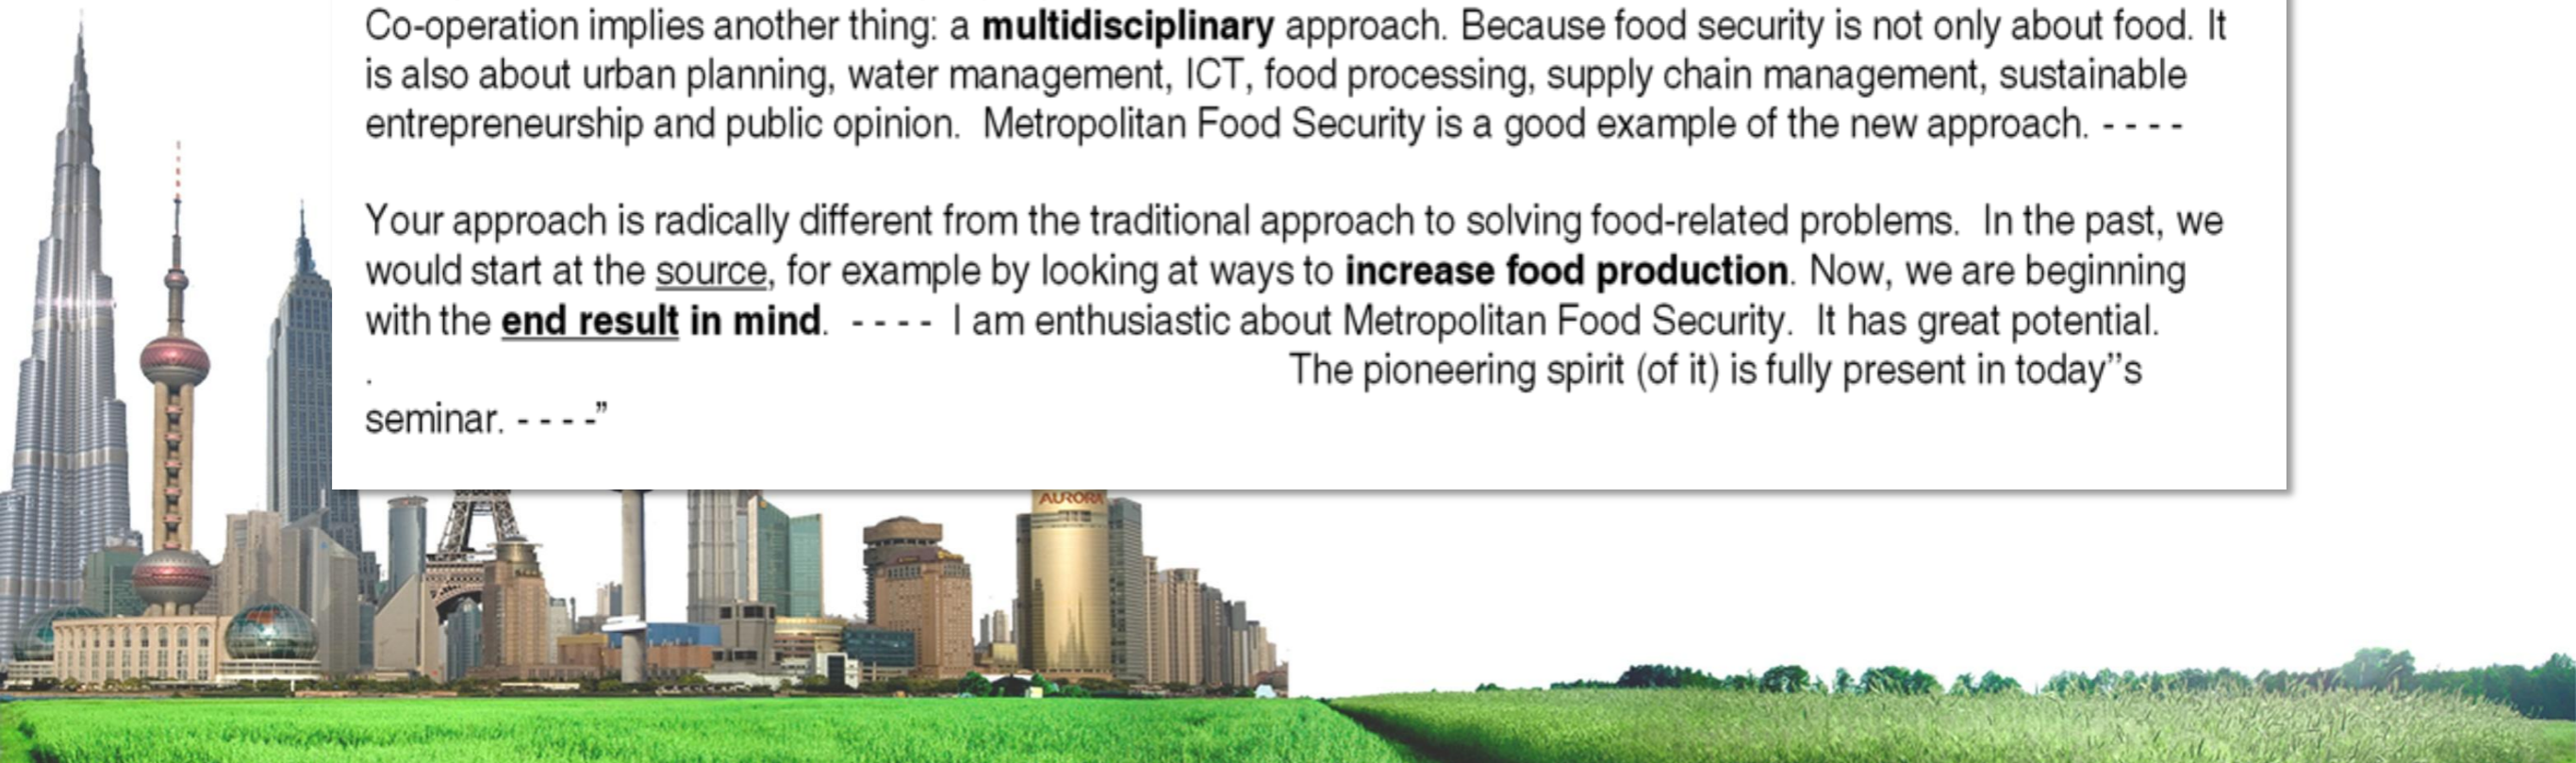 Co-operation implies another thing: a multidisciplinary approach. Because food security is not only about food. It
is also about urban planning, water management, ICT, food processing, supply chain management, sustainable
entrepreneurship and public opinion.  Metropolitan Food Security is a good example of the new approach. - - - -
Your approach is radically different from the traditional approach to solving food-related problems.  In the past, we
would start at the source, for example by looking at ways to increase food production. Now, we are beginning
with the end result in mind.  - - - -  I am enthusiastic about Metropolitan Food Security.  It has great potential.
. The pioneering spirit (of it) is fully present in today’’s
seminar. - - - -”
AURORA